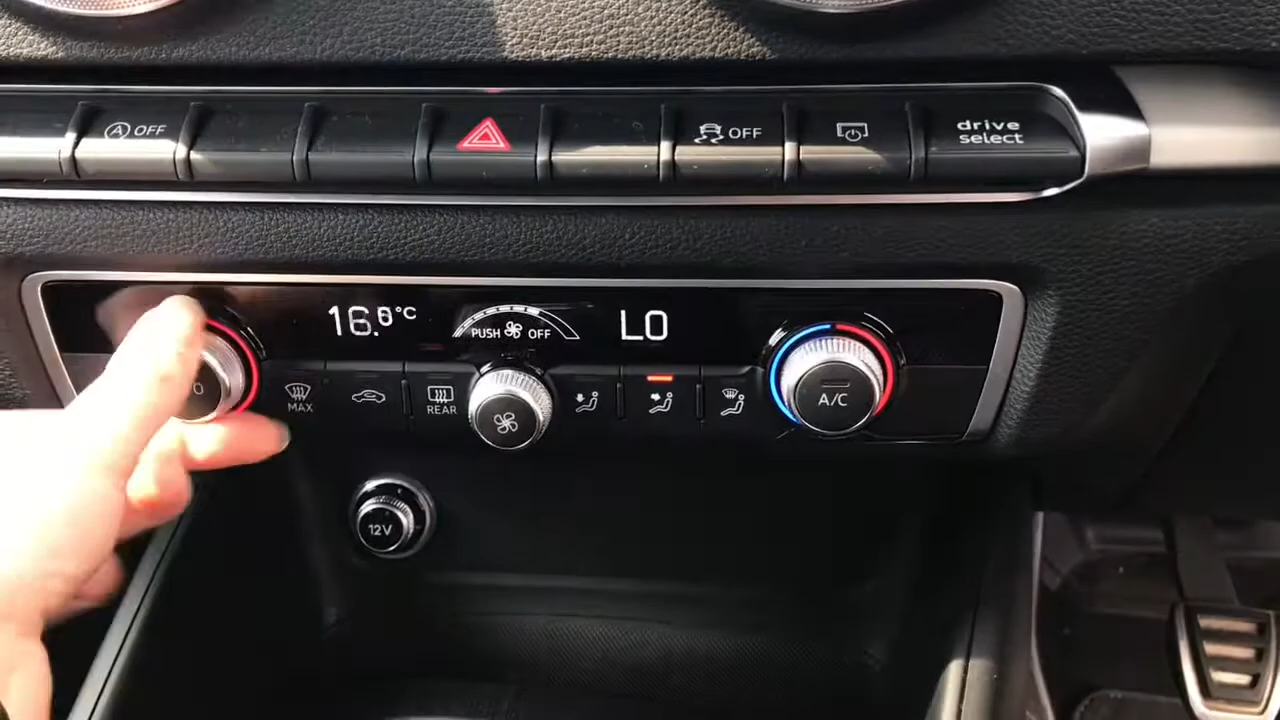 OFF
OFF
drive
select
16.0°C
PUSH OFF
LO
MAX
REAR
A/C
12V